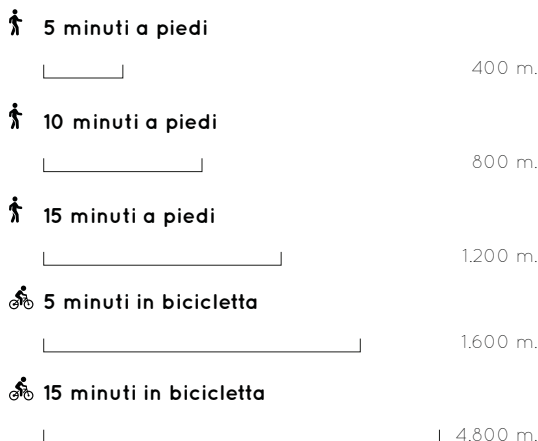 5 minuti a piedi
400 m.
10 minuti a piedi
800 m.
15 minuti a piedi
1.200 m.
5 minuti in bicicletta
1.600 m.
15 minuti in bicicletta
4.800 m.